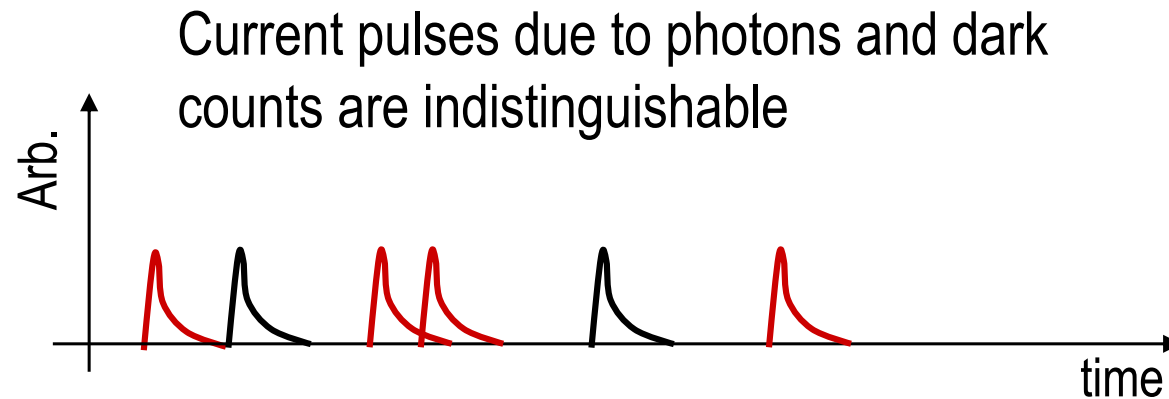 Current pulses due to photons and dark
counts are indistinguishable
Arb.
time